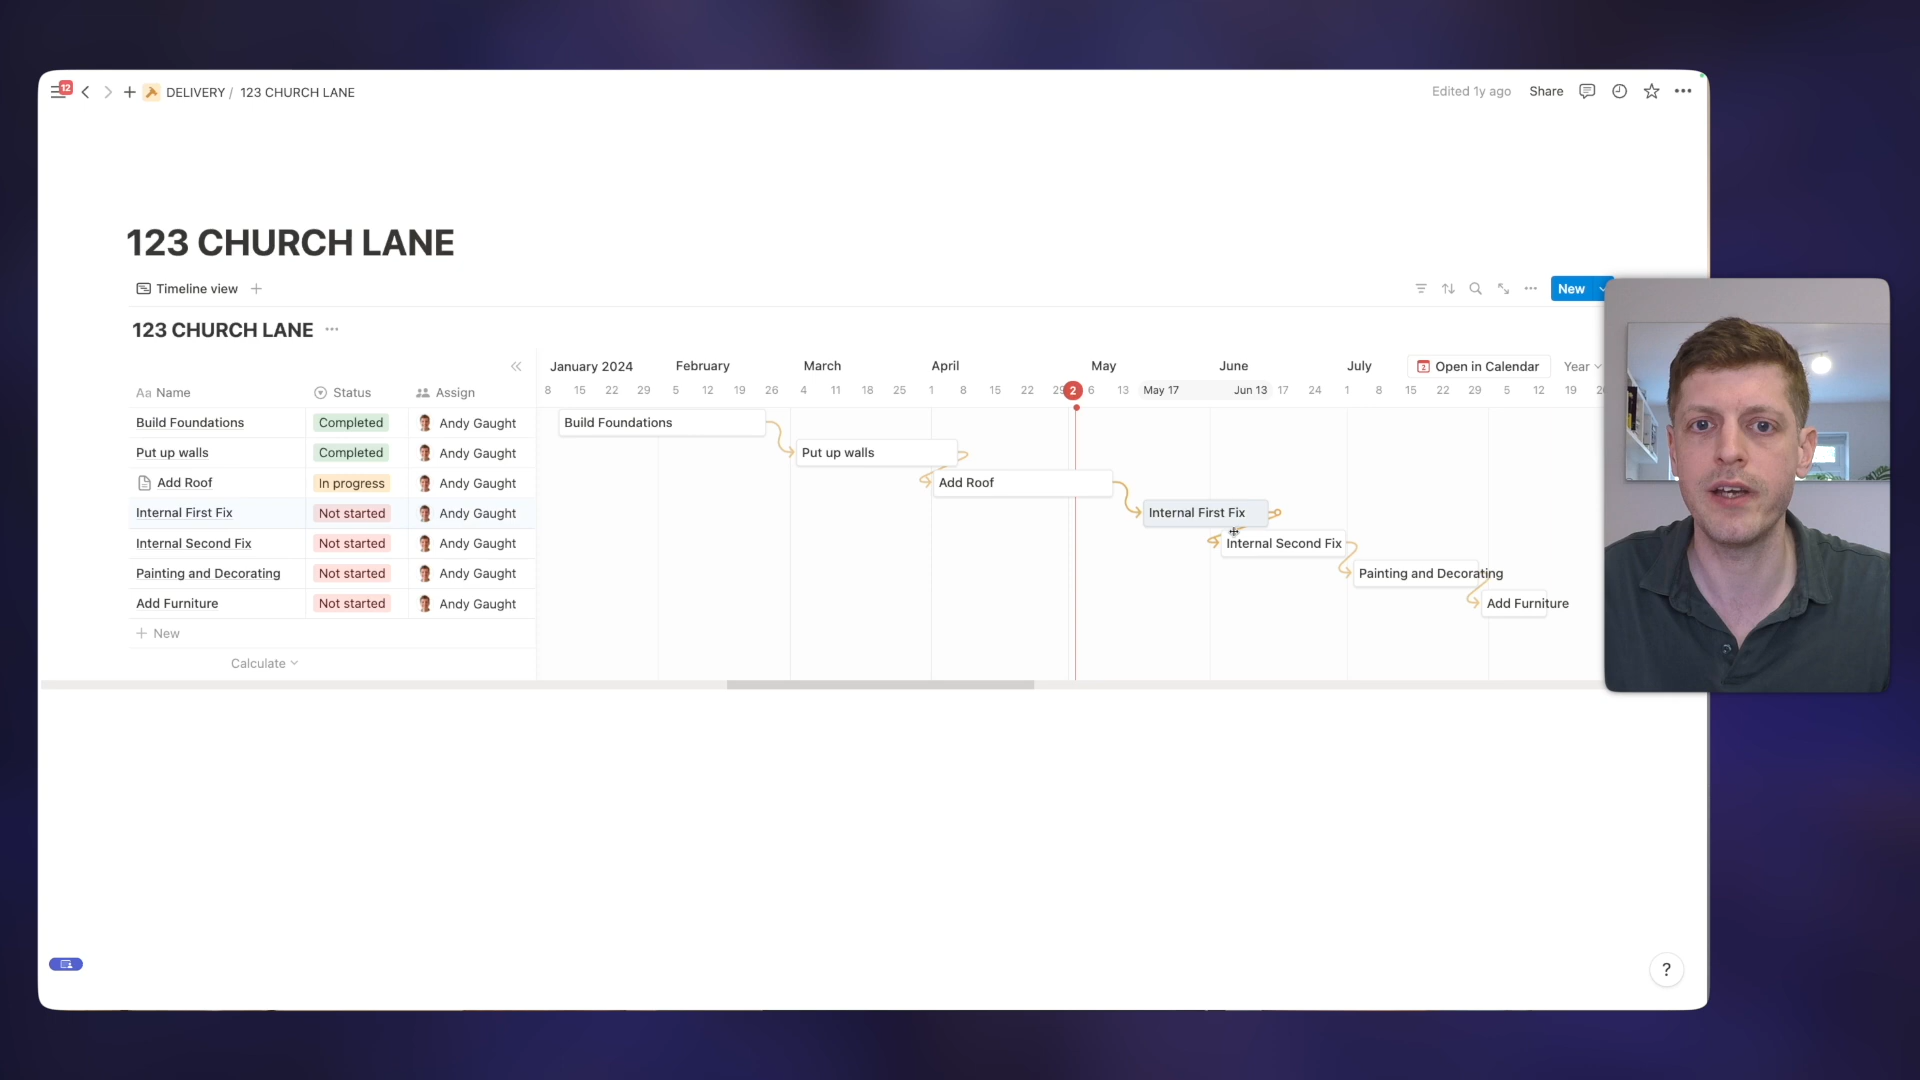 12
DELIVERY / 123 CHURCH LANE
Edited 1y ago Share
123 CHURCH LANE
Timeline view
New
123 CHURCH LANE
January 2024 February March April May June July Open in Calendar Year
Aa Name Status Assign
8 15 22 29 5 12 19 26 4 11 18 25 1 8 15 22 29 2 6 13 May 17 Jun 13 17 24 1 8 15 22 29 5 12 19
Build Foundations Completed Andy Gaught Build Foundations
Put up walls Completed Andy Gaught Put up walls
Add Roof In progress Andy Gaught Add Roof
Internal First Fix Not started Andy Gaught Internal First Fix
Internal Second Fix Not started Andy Gaught Internal Second Fix
Painting and Decorating Not started Andy Gaught Painting and Decorating
Add Furniture Not started Andy Gaught Add Furniture
New
Calculate
?